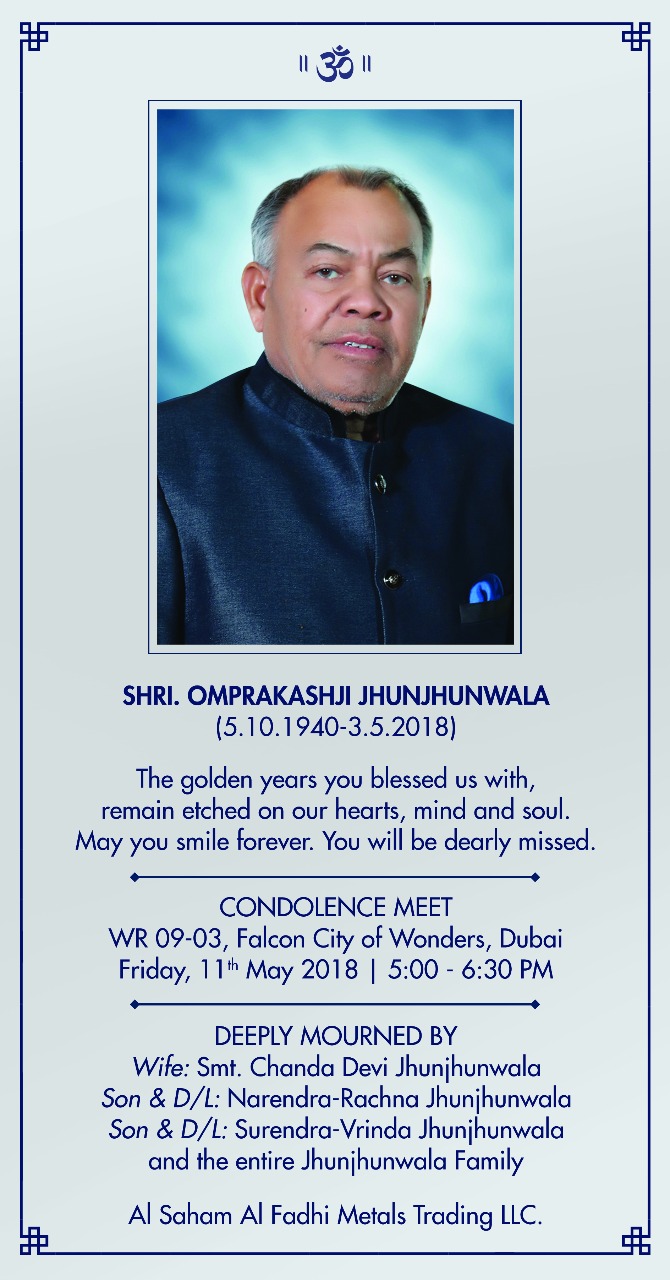 ॥ ॐ ॥
SHRI. OMPRAKASHJI JHUNJHUNWALA
(5.10.1940-3.5.2018)
The golden years you blessed us with,
remain etched on our hearts, mind and soul.
May you smile forever. You will be dearly missed.
CONDOLENCE MEET
WR 09-03, Falcon City of Wonders, Dubai
Friday, 11th May 2018 | 5:00 - 6:30 PM
DEEPLY MOURNED BY
Wife: Smt. Chanda Devi Jhunjhunwala
Son & D/L: Narendra-Rachna Jhunjhunwala
Son & D/L: Surendra-Vrinda Jhunjhunwala
and the entire Jhunjhunwala Family
Al Saham Al Fadhi Metals Trading LLC.